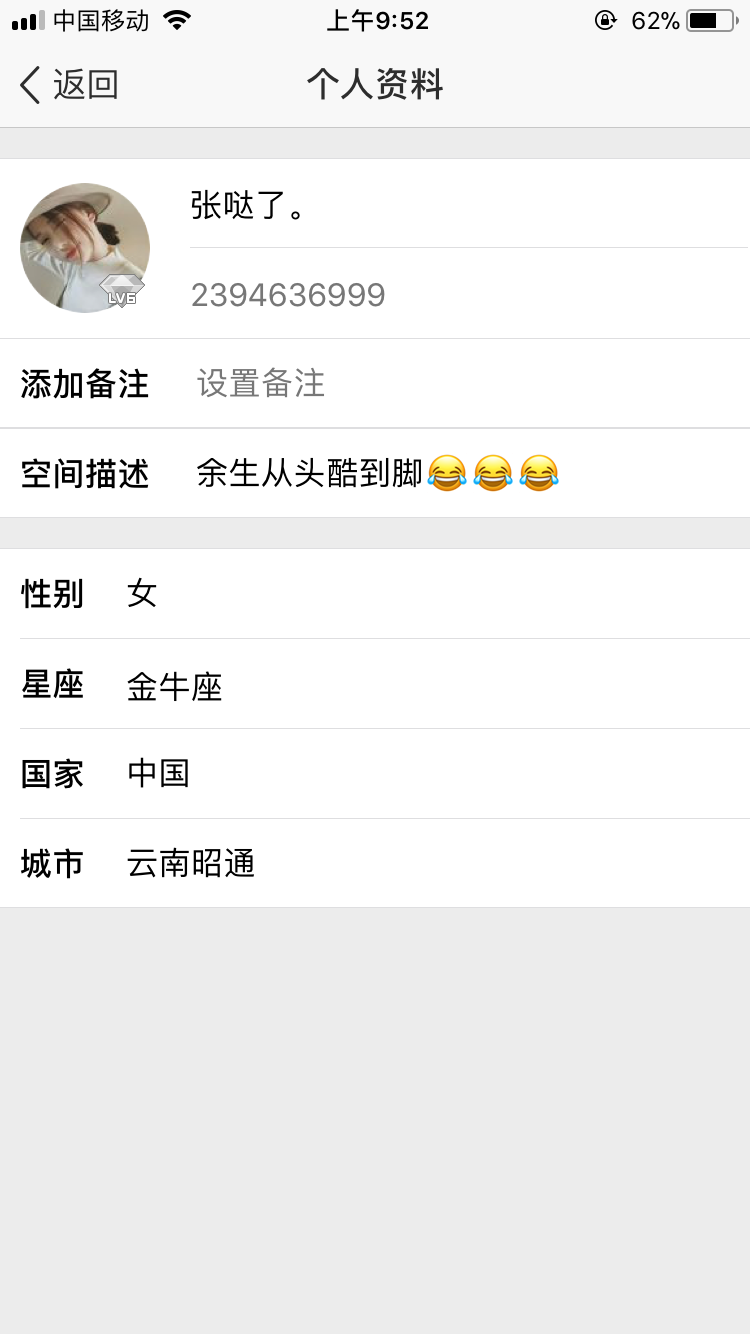 中国移动 上午9:52 62%
返回 个人资料
张哒了。
LV6
2394636999
添加备注 设置备注
空间描述 余生从头酷到脚😂😂😂
性别 女
星座 金牛座
国家 中国
城市 云南昭通